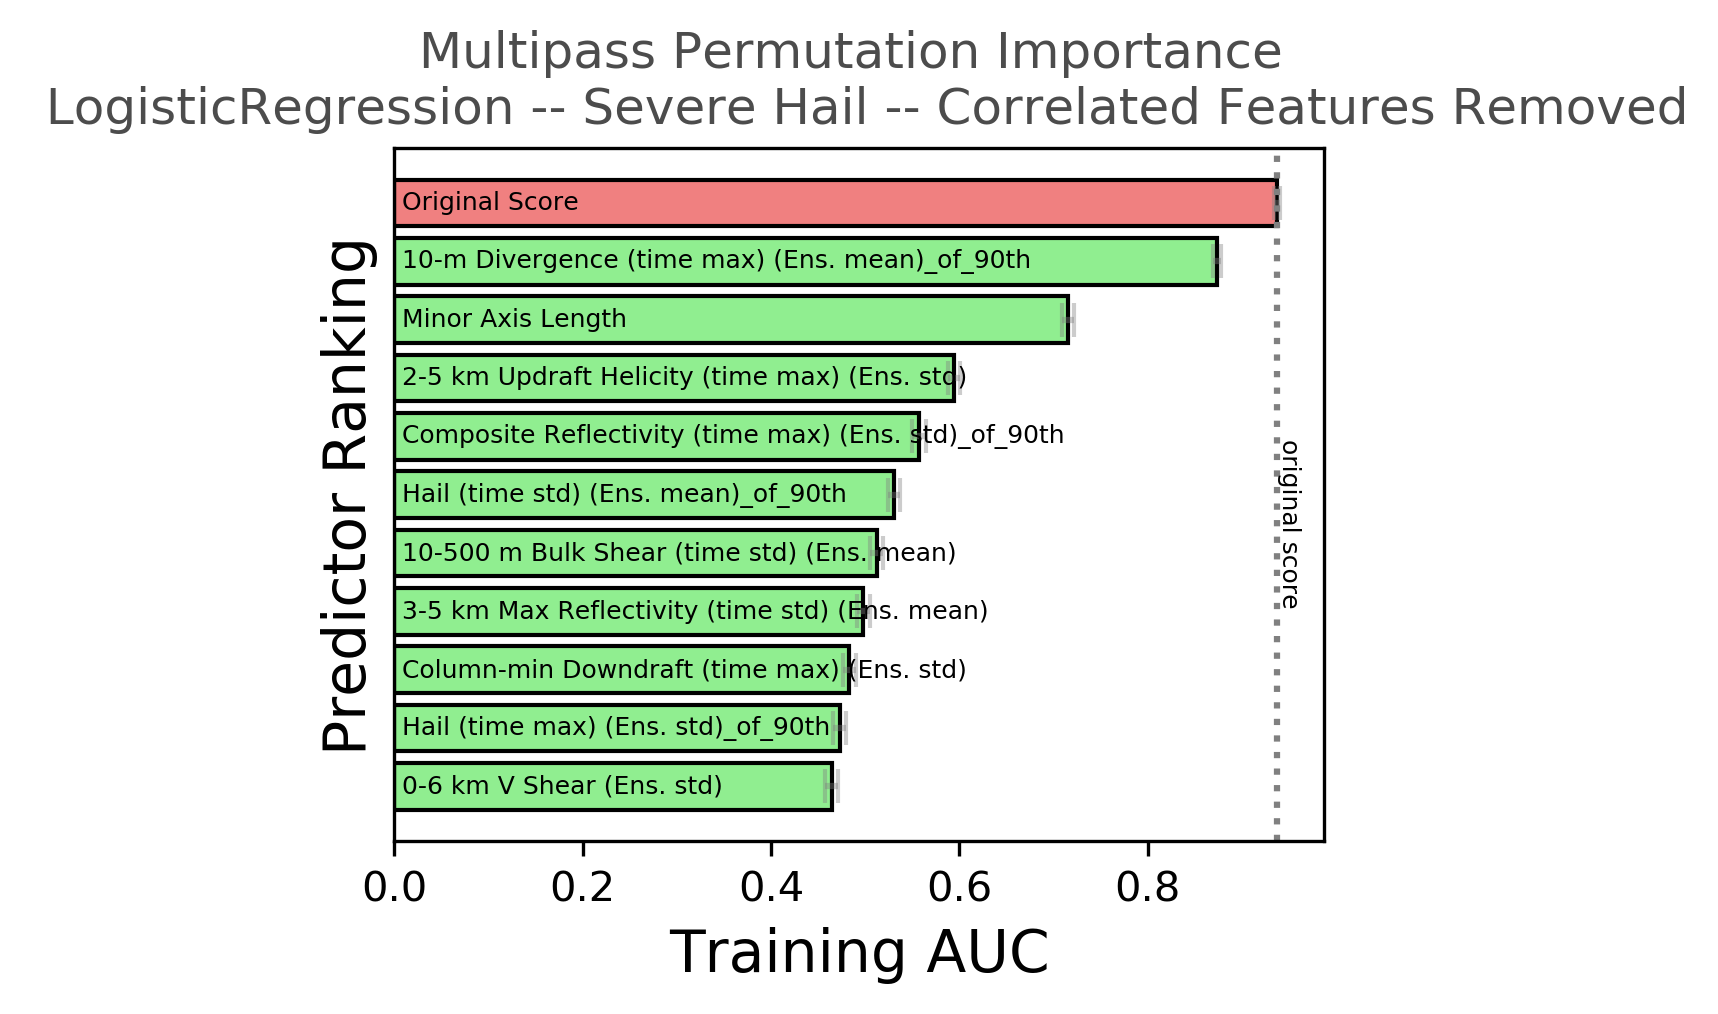 Multipass Permutation Importance
LogisticRegression -- Severe Hail -- Correlated Features Removed
Predictor Ranking
Original Score
10-m Divergence (time max) (Ens. mean)_of_90th
Minor Axis Length
2-5 km Updraft Helicity (time max) (Ens. std)
Composite Reflectivity (time max) (Ens. std)_of_90th
Hail (time std) (Ens. mean)_of_90th
10-500 m Bulk Shear (time std) (Ens. mean)
3-5 km Max Reflectivity (time std) (Ens. mean)
Column-min Downdraft (time max) (Ens. std)
Hail (time max) (Ens. std)_of_90th
0-6 km V Shear (Ens. std)
original score
0.0 0.2 0.4 0.6 0.8
Training AUC